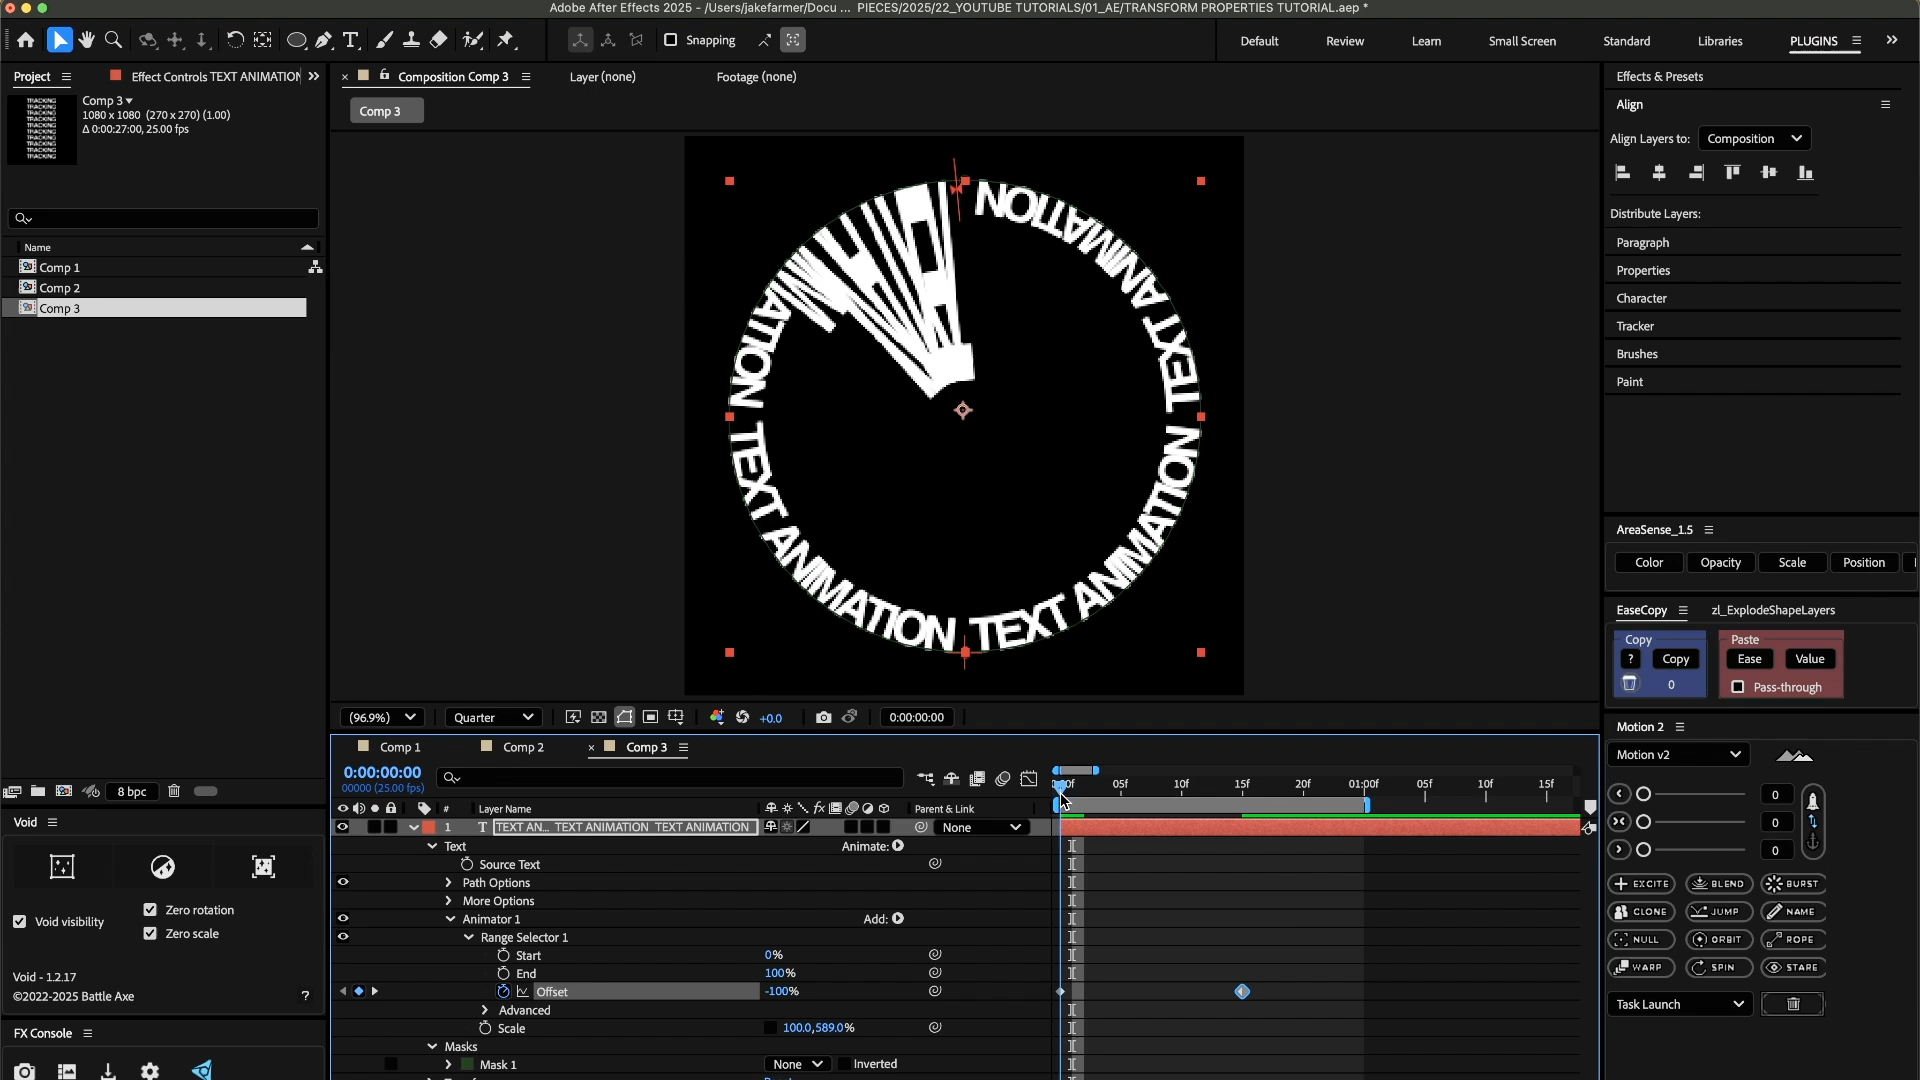 Adobe After Effects 2025 - /Users/jakefarmer/Docu ... PIECES/2025/22_YOUTUBE TUTORIALS/01_AE/TRANSFORM PROPERTIES TUTORIAL.aep *
Snapping
Default
Review
Learn
Small Screen
Standard
Libraries
PLUGINS
Project
Effect Controls TEXT ANIMATION
Composition Comp 3
Layer (none)
Footage (none)
Effects & Presets
Comp 3
1080 x 1080 (270 x 270) (1.00)
Δ 0:00:27:00, 25.00 fps
TRACKING
TRACKING
TRACKING
TRACKING
TRACKING
TRACKING
TRACKING
TRACKING
TRACKING
TRACKING
Comp 3
Name
Comp 1
Comp 2
Comp 3
8 bpc
TEXT ANIMATION TEXT ANIMATION TEXT ANIMATION
ANIMATION
Align
Align Layers to:
Composition
Distribute Layers:
Paragraph
Properties
Character
Tracker
Brushes
Paint
AreaSense_1.5
Color
Opacity
Scale
Position
EaseCopy
zl_ExplodeShapeLayers
Copy
Paste
?
Copy
Ease
Value
0
Pass-through
(96.9%)
Quarter
+0.0
0:00:00:00
Comp 1
Comp 2
Comp 3
0:00:00:00
00000 (25.00 fps)
05f
10f
15f
20f
01:00f
05f
10f
15f
#
Layer Name
fx
Parent & Link
1
T
TEXT AN... TEXT ANIMATION TEXT ANIMATION
None
Text
Animate:
Source Text
Path Options
More Options
Animator 1
Add:
Range Selector 1
Start
0%
End
100%
Offset
-100%
Advanced
Scale
100.0,589.0%
Masks
Mask 1
None
Inverted
Void
Void visibility
Zero rotation
Zero scale
Void - 1.2.17
©2022-2025 Battle Axe
?
FX Console
Motion 2
Motion v2
0
0
0
EXCITE
BLEND
BURST
CLONE
JUMP
NAME
NULL
ORBIT
ROPE
WARP
SPIN
STARE
Task Launch